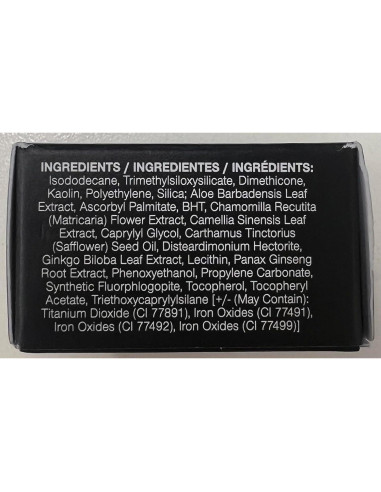 INGREDIENTS / INGREDIENTES / INGRÉDIENTS:
Isododecane, Trimethylsiloxysilicate, Dimethicone,
Kaolin, Polyethylene, Silica; Aloe Barbadensis Leaf
Extract, Ascorbyl Palmitate, BHT, Chamomilla Recutita
(Matricaria) Flower Extract, Camellia Sinensis Leaf
Extract, Caprylyl Glycol, Carthamus Tinctorius
(Safflower) Seed Oil, Disteardimonium Hectorite,
Ginkgo Biloba Leaf Extract, Lecithin, Panax Ginseng
Root Extract, Phenoxyethanol, Propylene Carbonate,
Synthetic Fluorphlogopite, Tocopherol, Tocopheryl
Acetate, Triethoxycaprylylsilane [+/- (May Contain):
Titanium Dioxide (CI 77891), Iron Oxides (CI 77491),
Iron Oxides (CI 77492), Iron Oxides (CI 77499)]